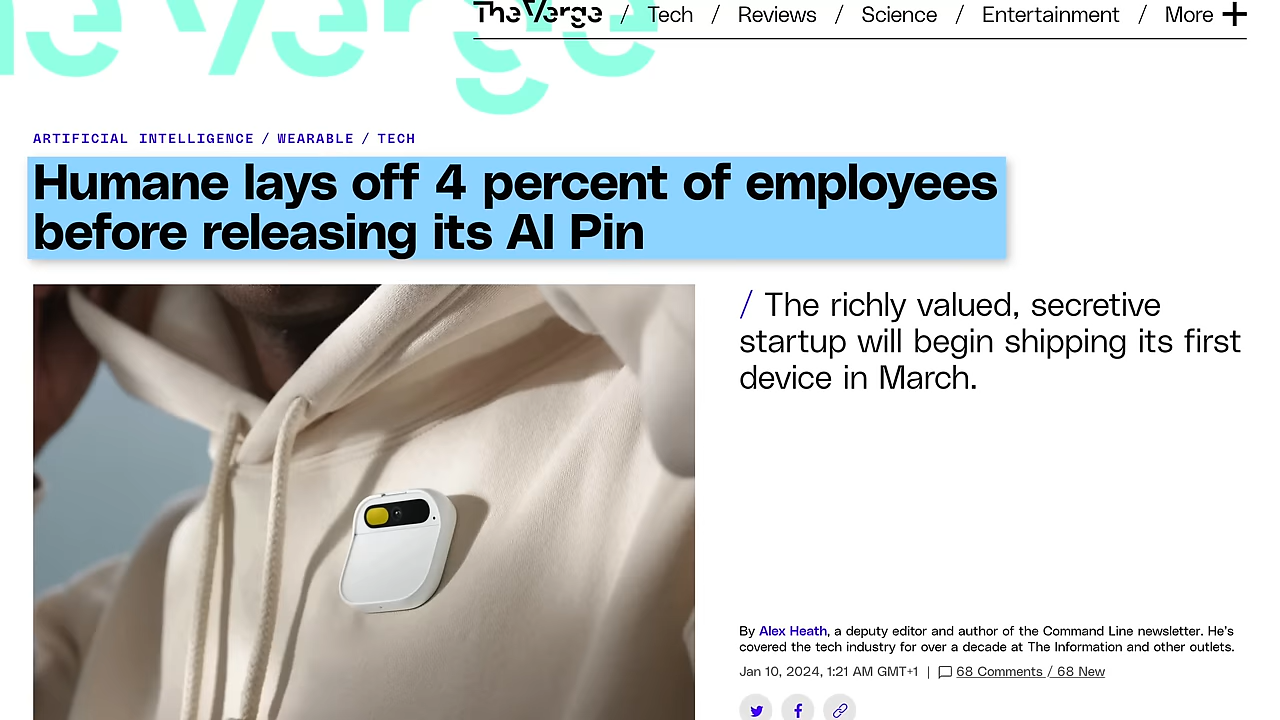 The Verge / Tech / Reviews / Science / Entertainment / More +
The Verge
ARTIFICIAL INTELLIGENCE / WEARABLE / TECH
Humane lays off 4 percent of employees
before releasing its AI Pin
/ The richly valued, secretive
startup will begin shipping its first
device in March.
By Alex Heath, a deputy editor and author of the Command Line newsletter. He's
covered the tech industry for over a decade at The Information and other outlets.
Jan 10, 2024, 1:21 AM GMT+1 | 68 Comments / 68 New